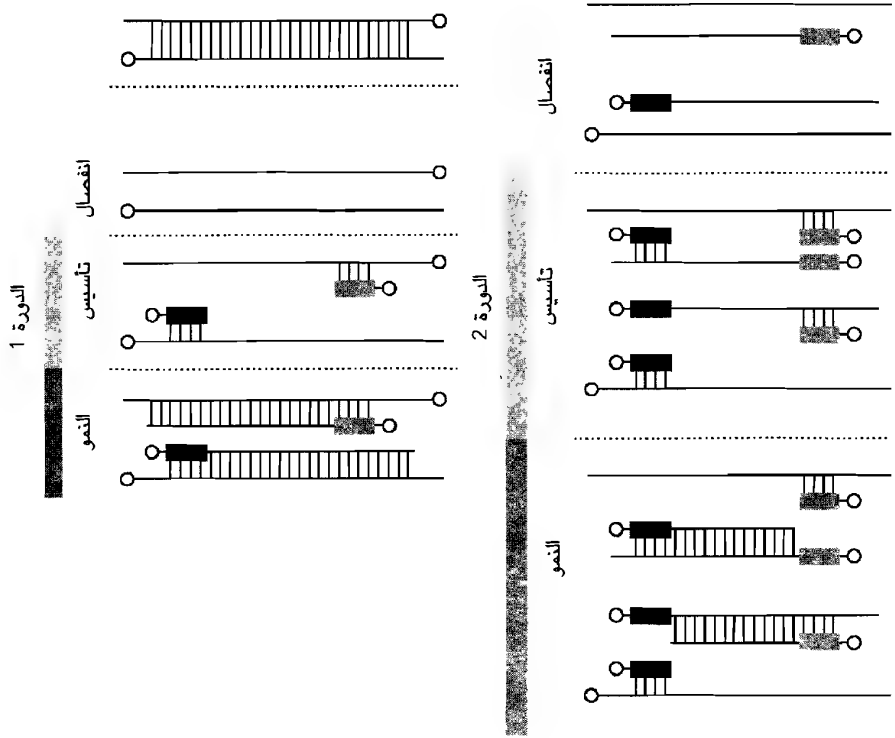 الدورة 1
انفصال
تأسيس
النمو
الدورة 2
انفصال
تأسيس
النمو